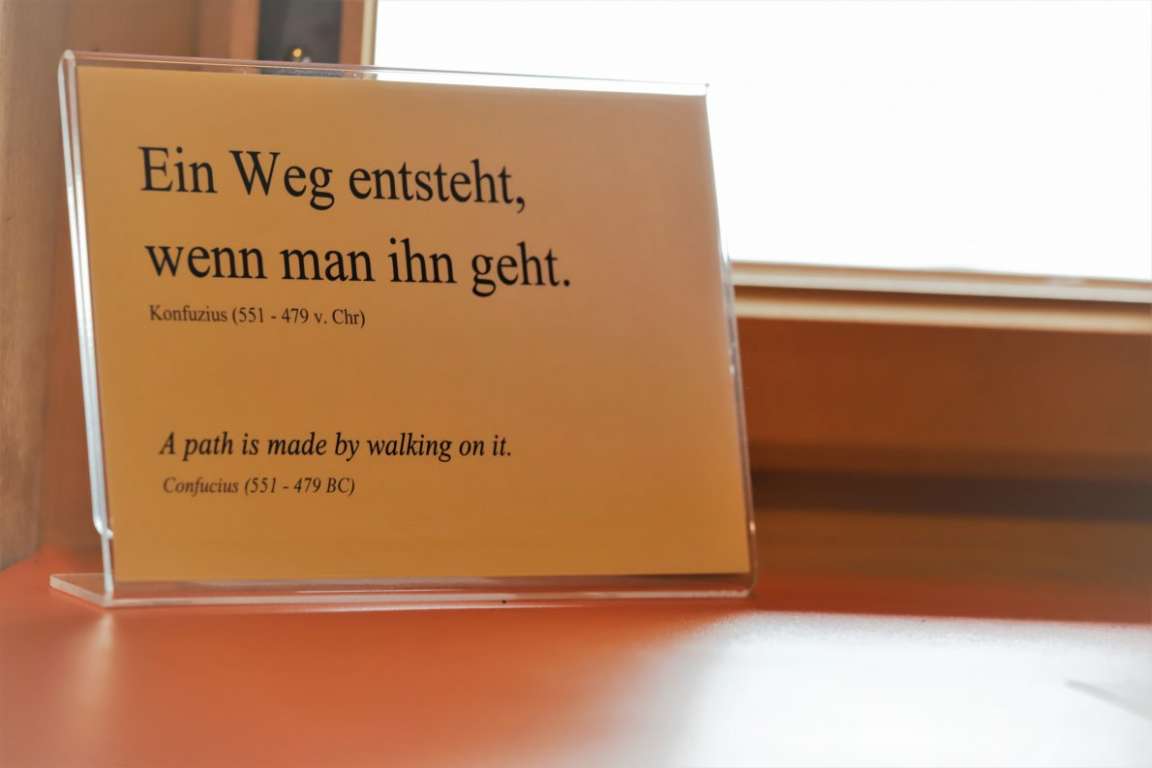 Ein Weg entsteht,
wenn man ihn geht.
Konfuzius (551 - 479 v. Chr)
A path is made by walking on it.
Confucius (551 - 479 BC)